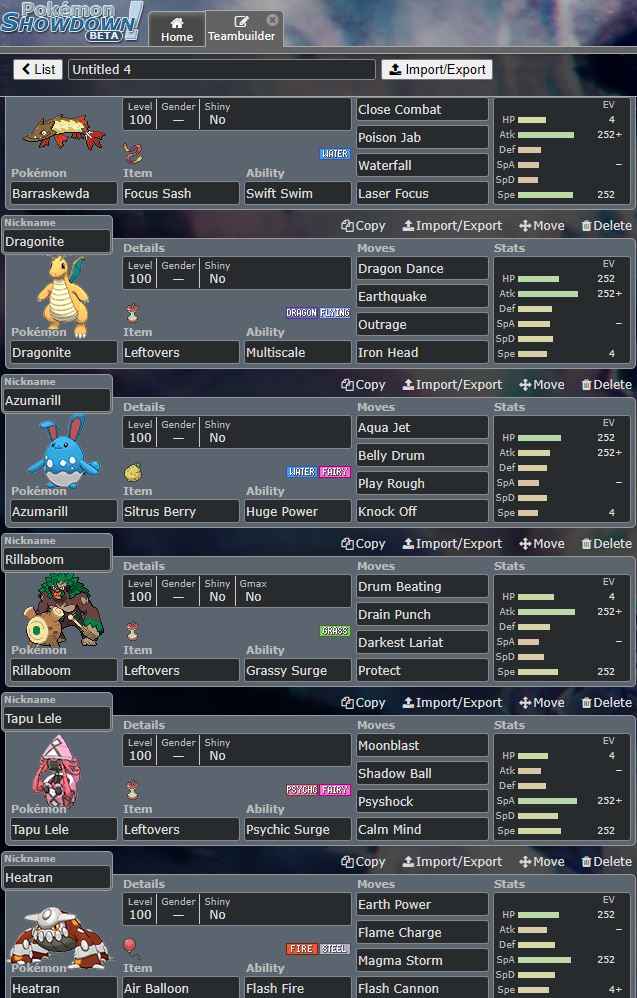 Pokémon
SHOWDOWN!
BETA
Home
Teambuilder
List
Untitled 4
Import/Export
Level Gender Shiny
100 — No
WATER
Pokémon Item Ability
Barraskewda Focus Sash Swift Swim
Close Combat
Poison Jab
Waterfall
Laser Focus
EV
HP 4
Atk 252+
Def
SpA –
SpD
Spe 252
Copy Import/Export Move Delete
Nickname
Dragonite
Details
Level Gender Shiny
100 — No
DRAGON FLYING
Pokémon Item Ability
Dragonite Leftovers Multiscale
Moves
Dragon Dance
Earthquake
Outrage
Iron Head
Stats
EV
HP 252
Atk 252+
Def
SpA –
SpD
Spe 4
Copy Import/Export Move Delete
Nickname
Azumarill
Details
Level Gender Shiny
100 — No
WATER FAIRY
Pokémon Item Ability
Azumarill Sitrus Berry Huge Power
Moves
Aqua Jet
Belly Drum
Play Rough
Knock Off
Stats
EV
HP 252
Atk 252+
Def
SpA –
SpD
Spe 4
Copy Import/Export Move Delete
Nickname
Rillaboom
Details
Level Gender Shiny Gmax
100 — No No
GRASS
Pokémon Item Ability
Rillaboom Leftovers Grassy Surge
Moves
Drum Beating
Drain Punch
Darkest Lariat
Protect
Stats
EV
HP 4
Atk 252+
Def
SpA –
SpD
Spe 252
Copy Import/Export Move Delete
Nickname
Tapu Lele
Details
Level Gender Shiny
100 — No
PSYCHC FAIRY
Pokémon Item Ability
Tapu Lele Leftovers Psychic Surge
Moves
Moonblast
Shadow Ball
Psyshock
Calm Mind
Stats
EV
HP 4
Atk –
Def
SpA 252+
SpD
Spe 252
Copy Import/Export Move Delete
Nickname
Heatran
Details
Level Gender Shiny
100 — No
FIRE STEEL
Pokémon Item Ability
Heatran Air Balloon Flash Fire
Moves
Earth Power
Flame Charge
Magma Storm
Flash Cannon
Stats
EV
HP 252
Atk –
Def
SpA 252
SpD
Spe 4+